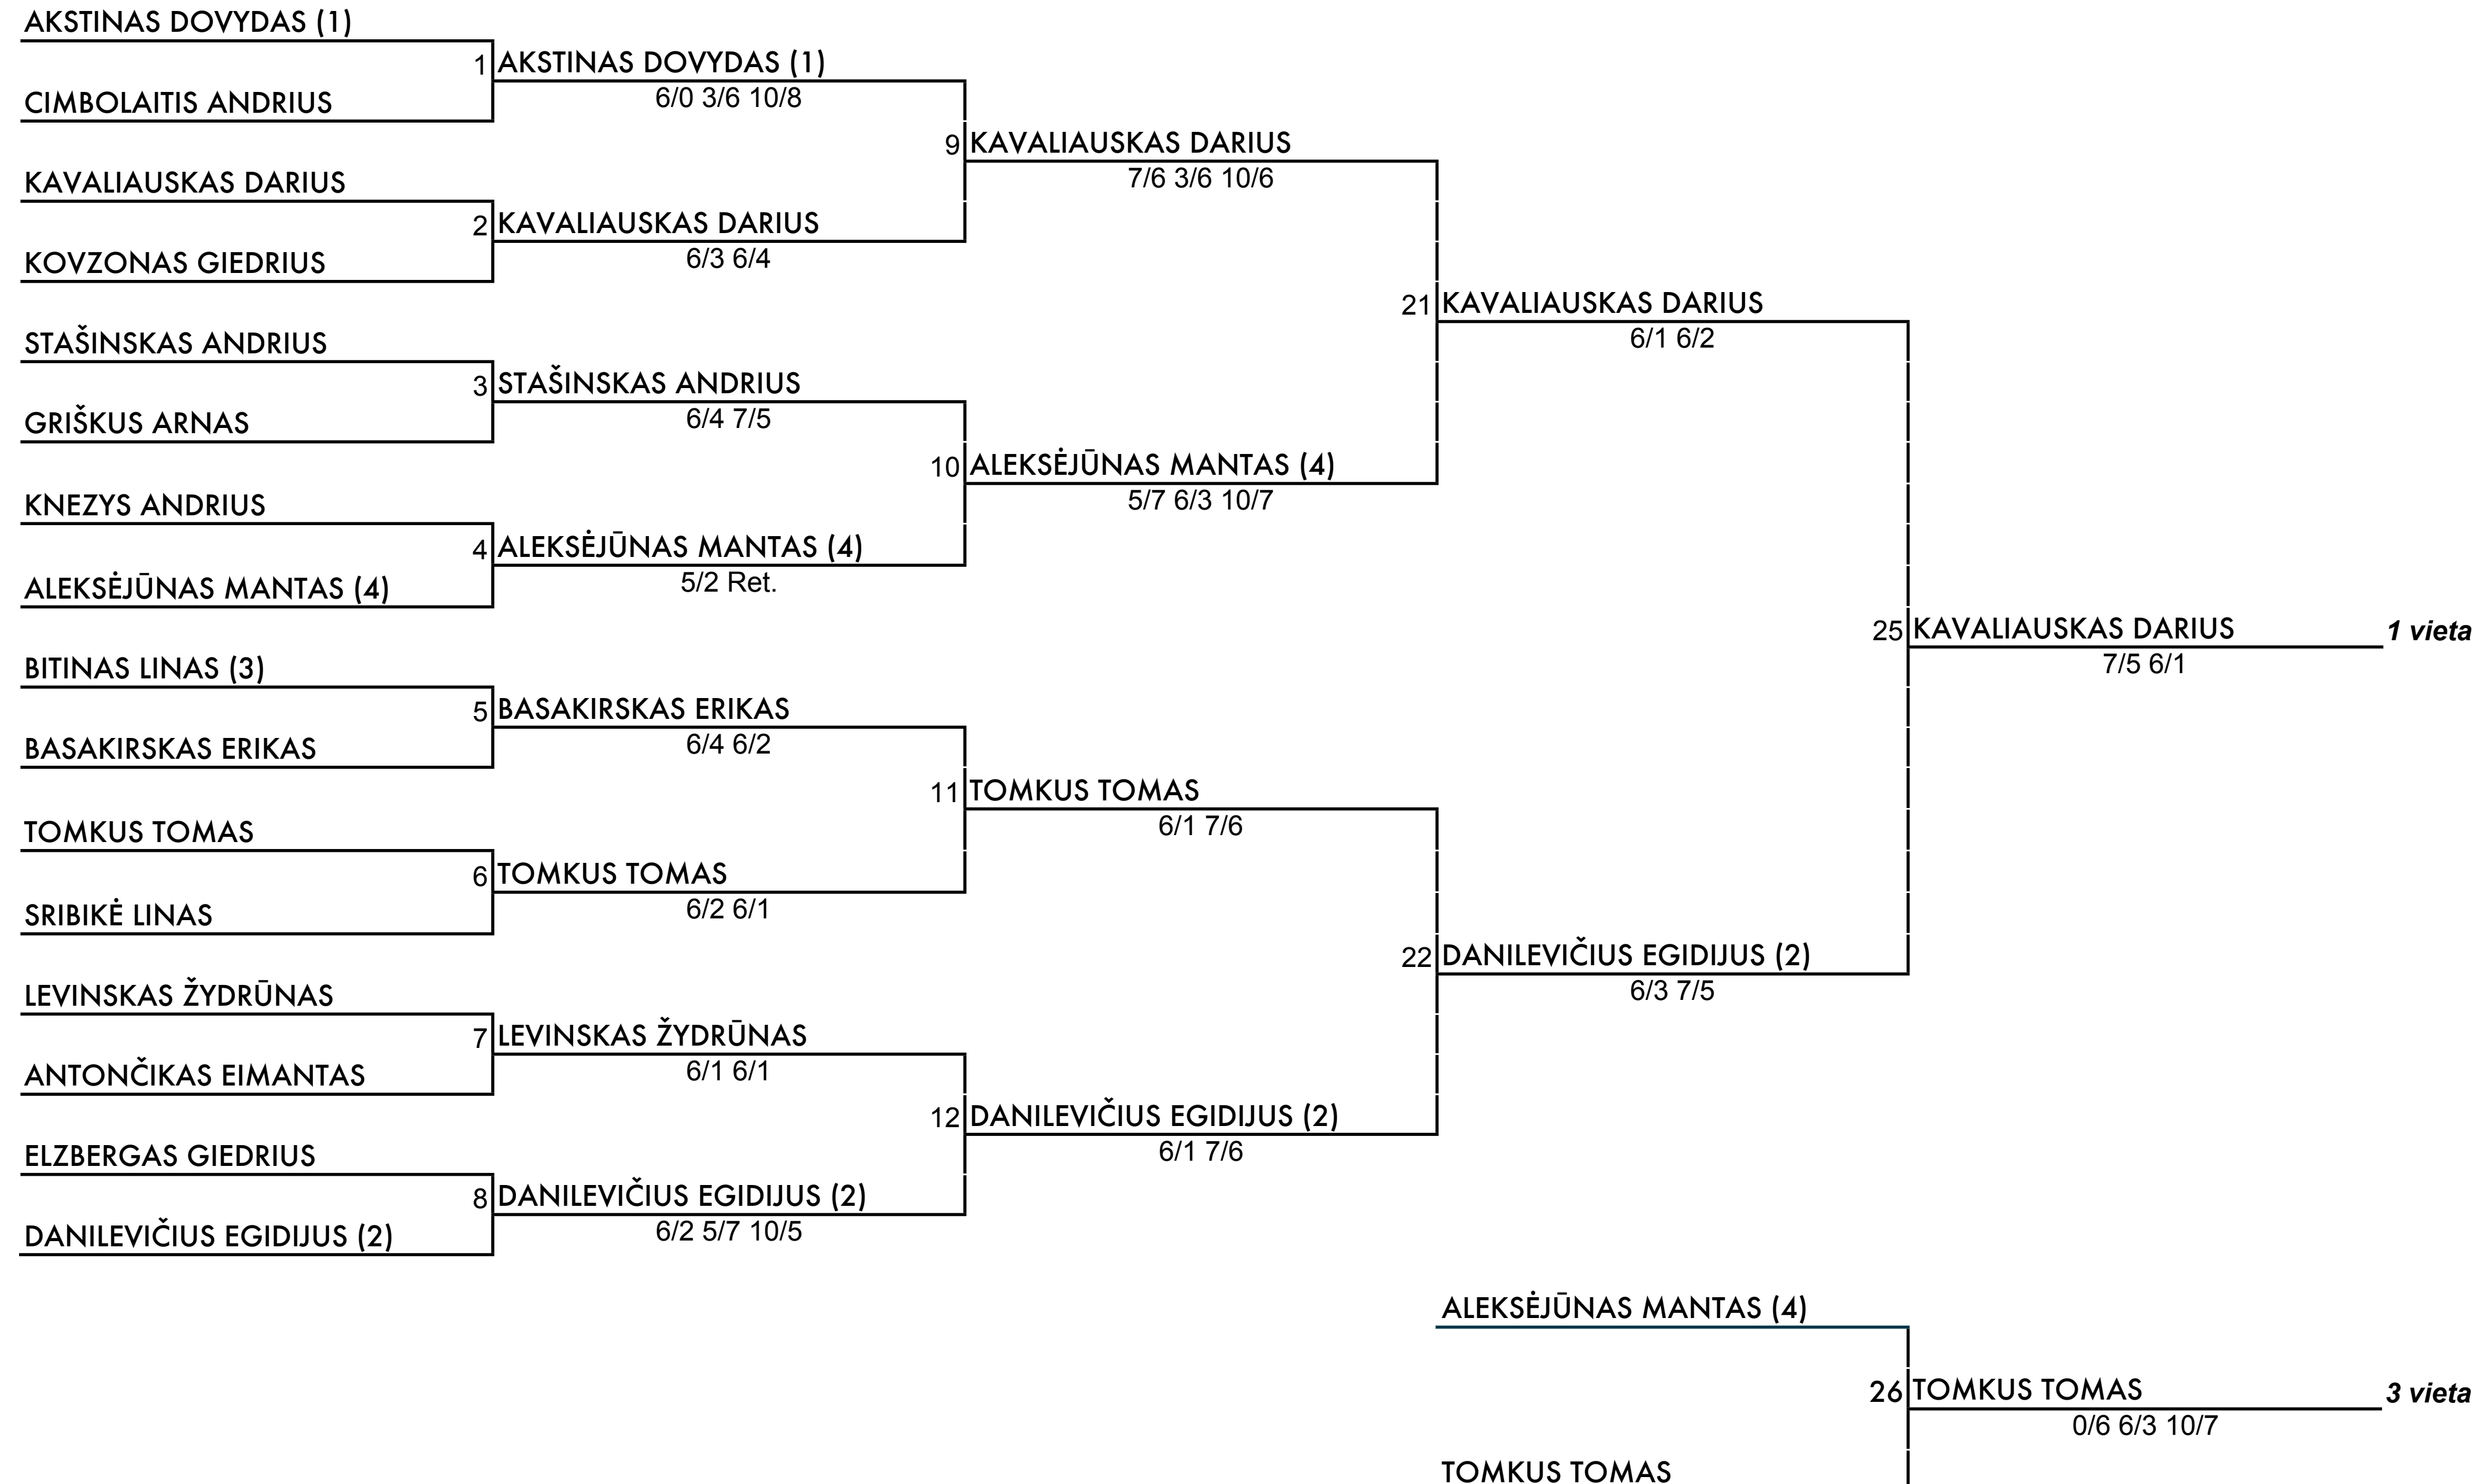 AKSTINAS DOVYDAS (1)
1 AKSTINAS DOVYDAS (1)
6/0 3/6 10/8
CIMBOLAITIS ANDRIUS
9 KAVALIAUSKAS DARIUS
7/6 3/6 10/6
KAVALIAUSKAS DARIUS
2 KAVALIAUSKAS DARIUS
6/3 6/4
KOVZONAS GIEDRIUS
21 KAVALIAUSKAS DARIUS
6/1 6/2
STAŠINSKAS ANDRIUS
3 STAŠINSKAS ANDRIUS
6/4 7/5
GRIŠKUS ARNAS
10 ALEKSĖJŪNAS MANTAS (4)
5/7 6/3 10/7
KNEZYS ANDRIUS
4 ALEKSĖJŪNAS MANTAS (4)
5/2 Ret.
ALEKSĖJŪNAS MANTAS (4)
25 KAVALIAUSKAS DARIUS 1 vieta
7/5 6/1
BITINAS LINAS (3)
5 BASAKIRSKAS ERIKAS
6/4 6/2
BASAKIRSKAS ERIKAS
11 TOMKUS TOMAS
6/1 7/6
TOMKUS TOMAS
6 TOMKUS TOMAS
6/2 6/1
SRIBIKĖ LINAS
22 DANILEVIČIUS EGIDIJUS (2)
6/3 7/5
LEVINSKAS ŽYDRŪNAS
7 LEVINSKAS ŽYDRŪNAS
6/1 6/1
ANTONČIKAS EIMANTAS
12 DANILEVIČIUS EGIDIJUS (2)
6/1 7/6
ELZBERGAS GIEDRIUS
8 DANILEVIČIUS EGIDIJUS (2)
6/2 5/7 10/5
DANILEVIČIUS EGIDIJUS (2)
ALEKSĖJŪNAS MANTAS (4)
26 TOMKUS TOMAS 3 vieta
0/6 6/3 10/7
TOMKUS TOMAS